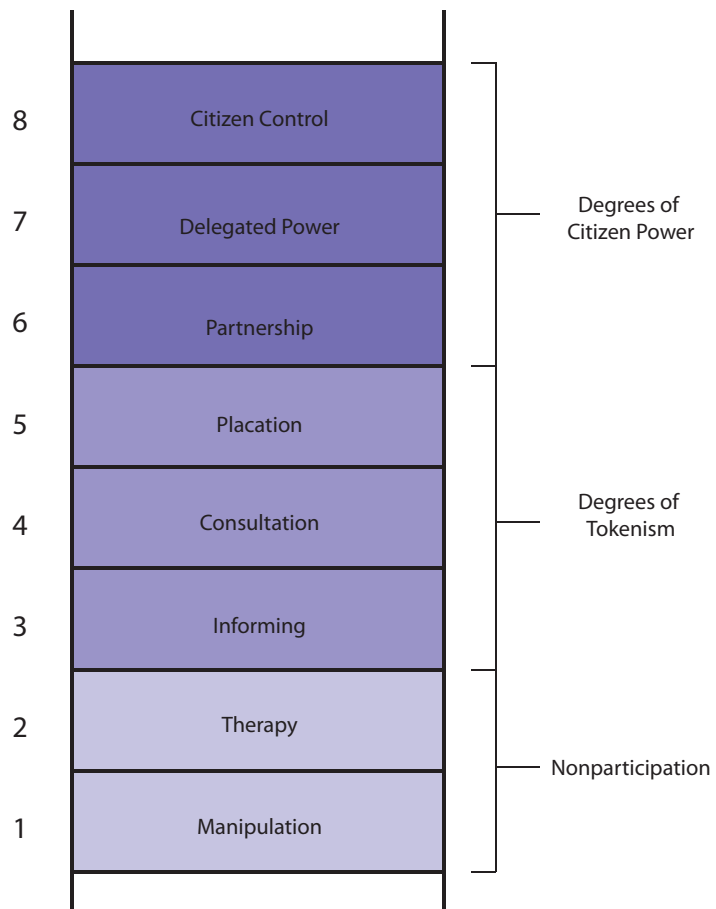 8
Citizen Control
7
Delegated Power
Degrees of
Citizen Power
6
Partnership
5
Placation
4
Consultation
Degrees of
Tokenism
3
Informing
2
Therapy
Nonparticipation
1
Manipulation